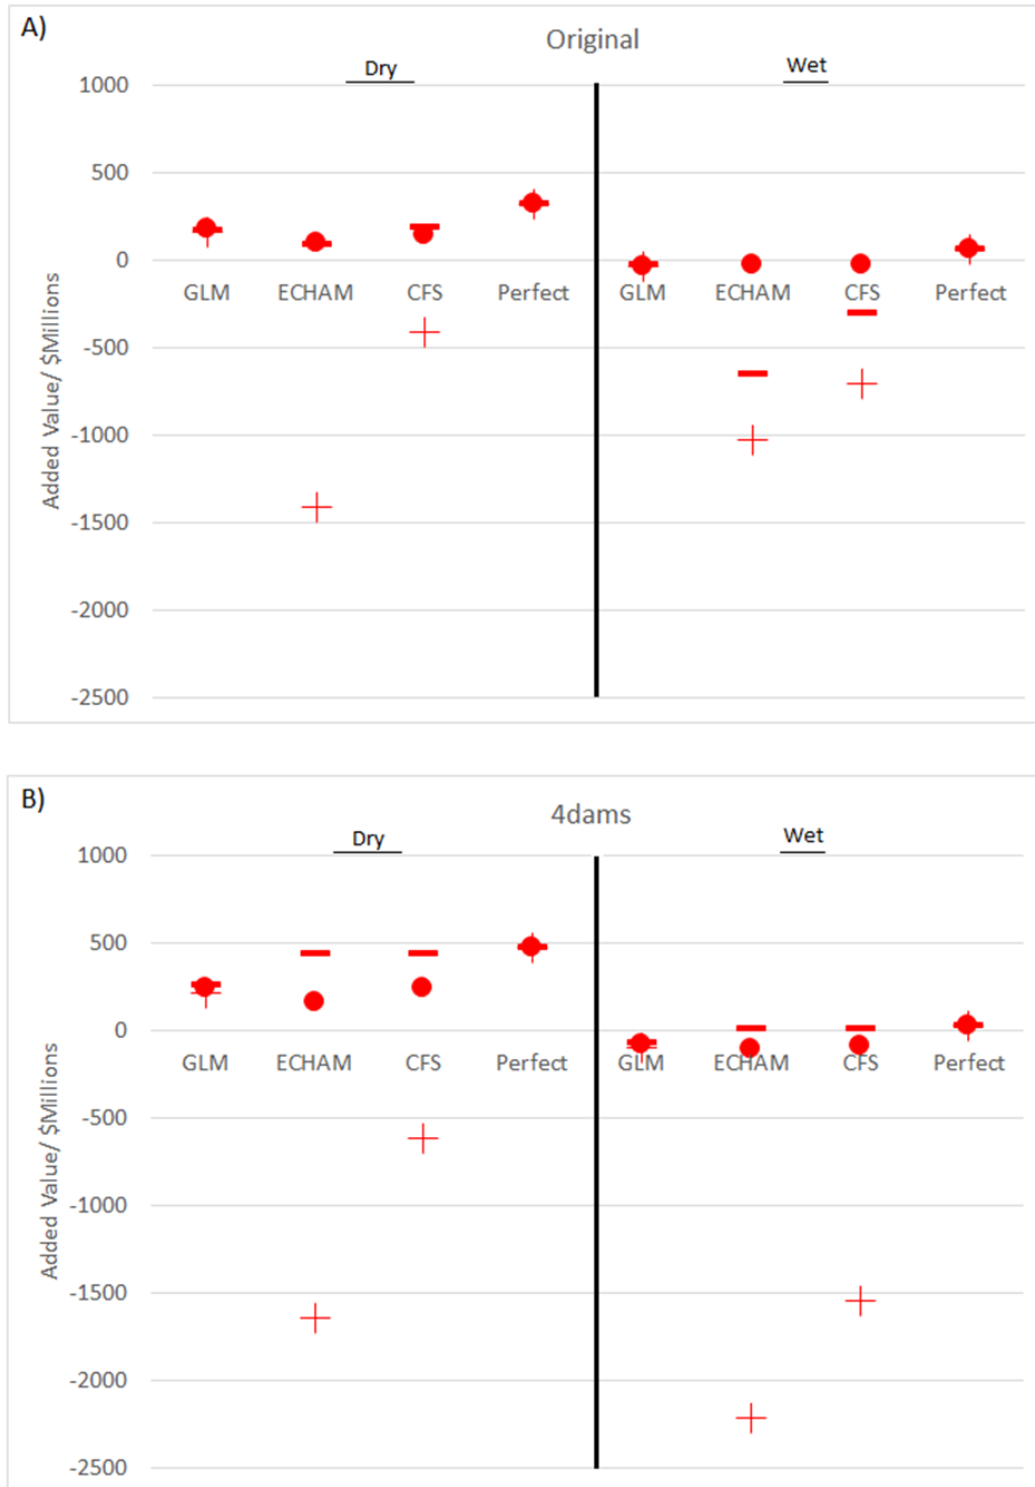 A)
Original
Dry
Wet
1000
500
0
-500
-1000
-1500
-2000
-2500
Added Value/ $Millions
GLM ECHAM CFS Perfect GLM ECHAM CFS Perfect
B)
4dams
Dry
Wet
1000
500
0
-500
-1000
-1500
-2000
-2500
Added Value/ $Millions
GLM ECHAM CFS Perfect GLM ECHAM CFS Perfect